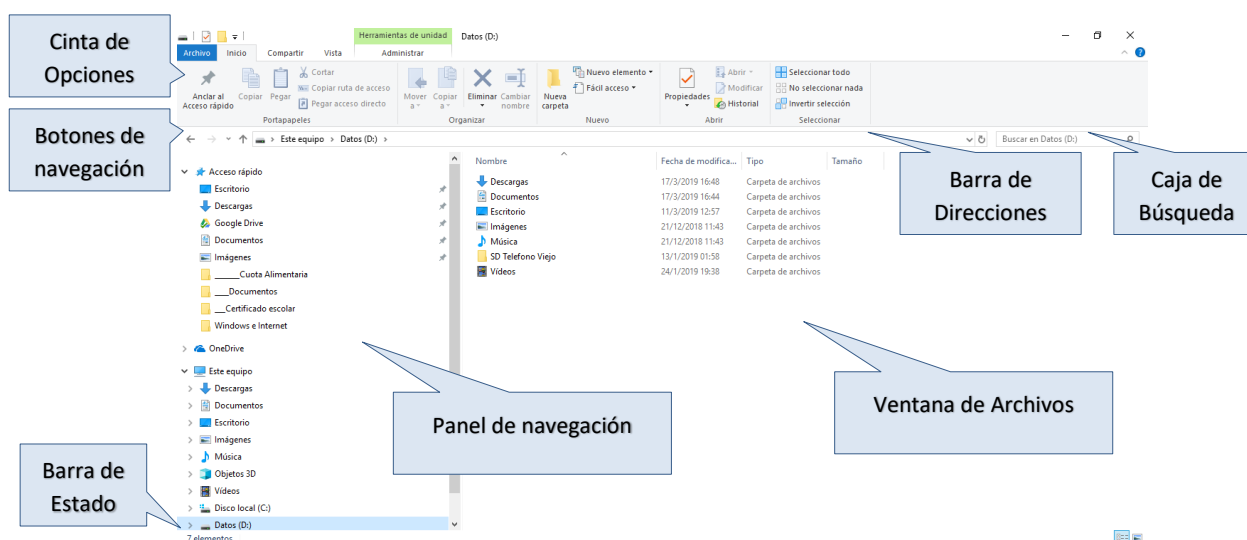 Cinta de
Opciones
Botones de
navegación
Barra de
Estado
Panel de navegación
Ventana de Archivos
Barra de
Direcciones
Caja de
Búsqueda
Herramientas de unidad Datos (D:)
Archivo Inicio Compartir Vista Administrar
Anclar al
Acceso rápido
Copiar
Pegar
Cortar
Copiar ruta de acceso
Pegar acceso directo
Portapapeles
Mover
a
Copiar
a
Eliminar
Cambiar
nombre
Organizar
Nueva
carpeta
Nuevo elemento
Fácil acceso
Nuevo
Propiedades
Abrir
Modificar
Historial
Abrir
Seleccionar todo
No seleccionar nada
Invertir selección
Seleccionar
Este equipo > Datos (D:) >
Buscar en Datos (D:)
Acceso rápido
Escritorio
Descargas
Google Drive
Documentos
Imágenes
______Cuota Alimentaria
___Documentos
__Certificado escolar
Windows e Internet
OneDrive
Este equipo
Descargas
Documentos
Escritorio
Imágenes
Música
Objetos 3D
Vídeos
Disco local (C:)
Datos (D:)
7 elementos
Nombre Fecha de modifica... Tipo Tamaño
Descargas 17/3/2019 16:48 Carpeta de archivos
Documentos 17/3/2019 16:44 Carpeta de archivos
Escritorio 11/3/2019 12:57 Carpeta de archivos
Imágenes 21/12/2018 11:43 Carpeta de archivos
Música 21/12/2018 11:43 Carpeta de archivos
SD Telefono Viejo 13/1/2019 01:58 Carpeta de archivos
Vídeos 24/1/2019 19:38 Carpeta de archivos